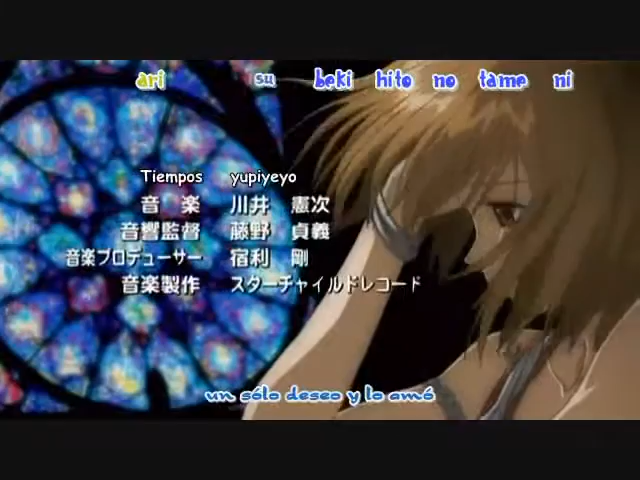 ari su beki hito no tame ni
Tiempos yupiyeyo
音 楽 川井 憲次
音響監督 藤野 貞義
音楽プロデューサー 宿利 剛
音楽製作 スターチャイルドレコード
un sólo deseo y lo amó